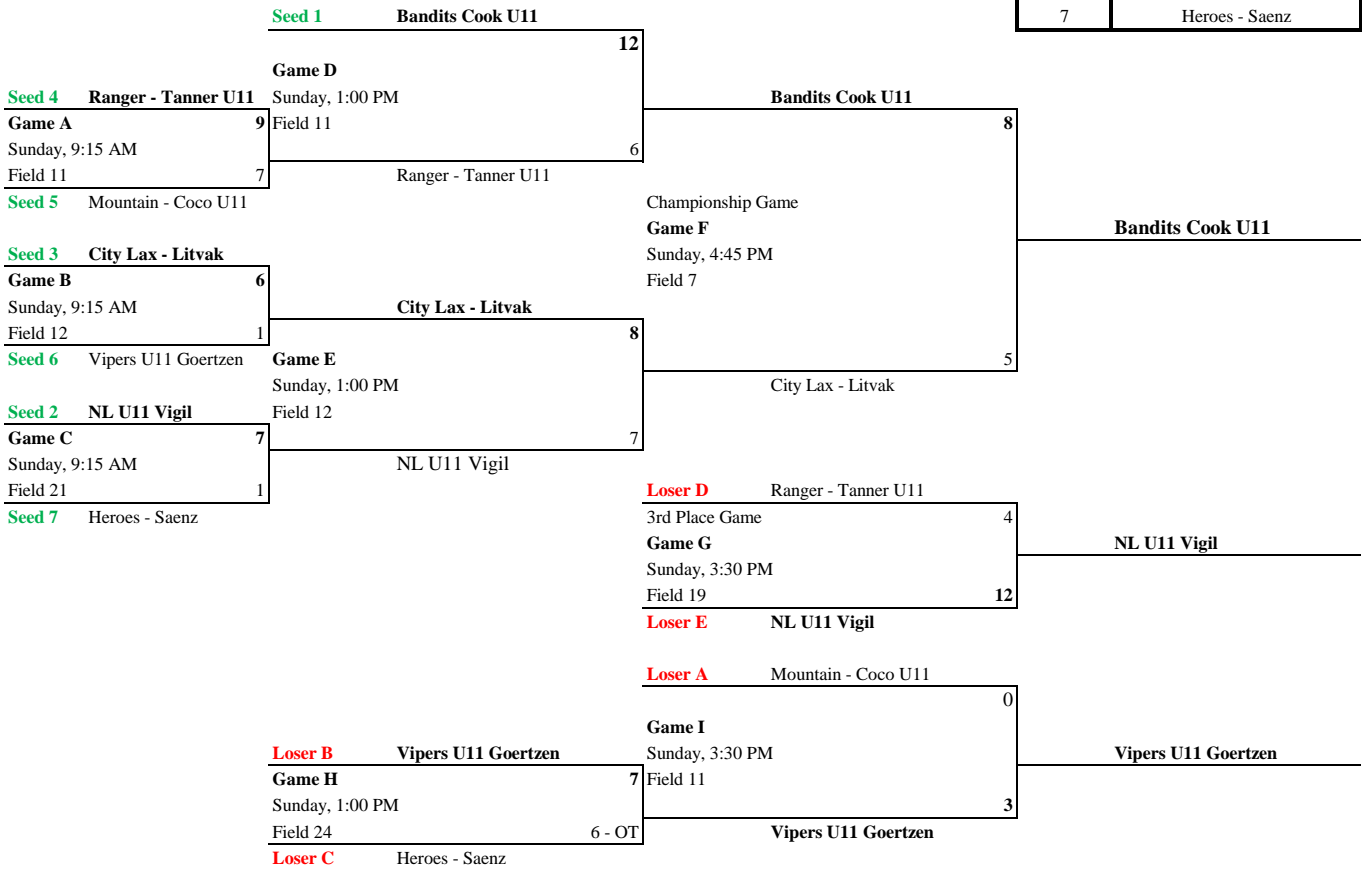 Seed 1 Bandits Cook U11 7 Heroes - Saenz
12
Game D
Seed 4 Ranger - Tanner U11 Sunday, 1:00 PM Bandits Cook U11
Game A 9 Field 11 8
Sunday, 9:15 AM 6
Field 11 7 Ranger - Tanner U11
Seed 5 Mountain - Coco U11 Championship Game
Game F Bandits Cook U11
Seed 3 City Lax - Litvak Sunday, 4:45 PM
Game B 6 Field 7
Sunday, 9:15 AM City Lax - Litvak
Field 12 1 8
Seed 6 Vipers U11 Goertzen Game E 5
Sunday, 1:00 PM City Lax - Litvak
Seed 2 NL U11 Vigil Field 12
Game C 7 7
Sunday, 9:15 AM NL U11 Vigil
Field 21 1 Loser D Ranger - Tanner U11
Seed 7 Heroes - Saenz 3rd Place Game 4
Game G NL U11 Vigil
Sunday, 3:30 PM
Field 19 12
Loser E NL U11 Vigil
Loser A Mountain - Coco U11
0
Game I
Loser B Vipers U11 Goertzen Sunday, 3:30 PM Vipers U11 Goertzen
Game H 7 Field 11
Sunday, 1:00 PM 3
Field 24 6 - OT Vipers U11 Goertzen
Loser C Heroes - Saenz